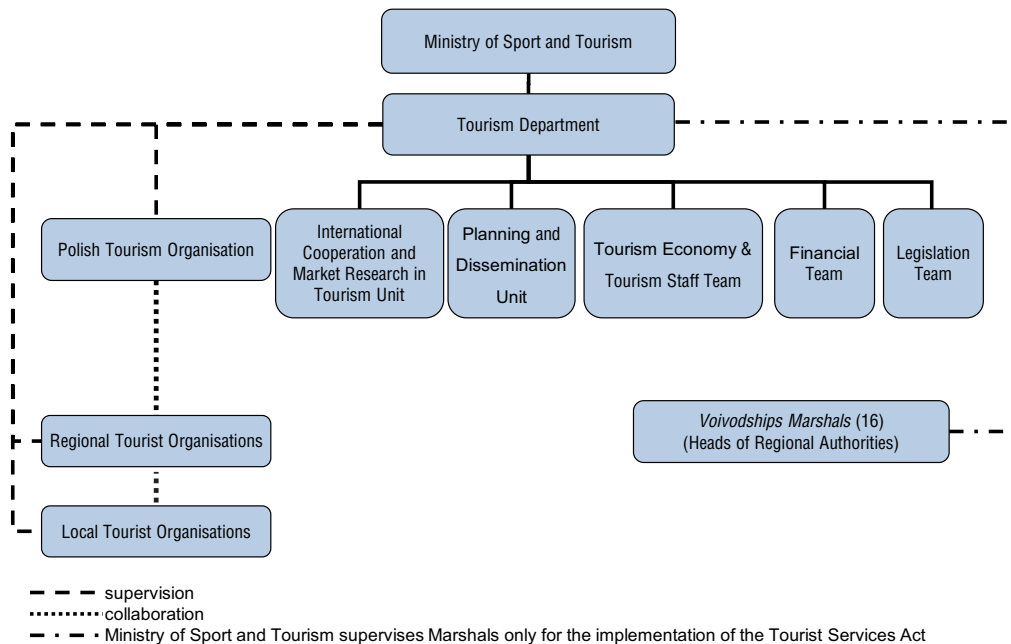 Ministry of Sport and Tourism
Tourism Department
Polish Tourism Organisation
International
Cooperation and
Market Research in
Tourism Unit
Planning and
Dissemination
Unit
Tourism Economy &
Tourism Staff Team
Financial
Team
Legislation
Team
Regional Tourist Organisations
Voivodships Marshals (16)
(Heads of Regional Authorities)
Local Tourist Organisations
supervision
collaboration
Ministry of Sport and Tourism supervises Marshals only for the implementation of the Tourist Services Act